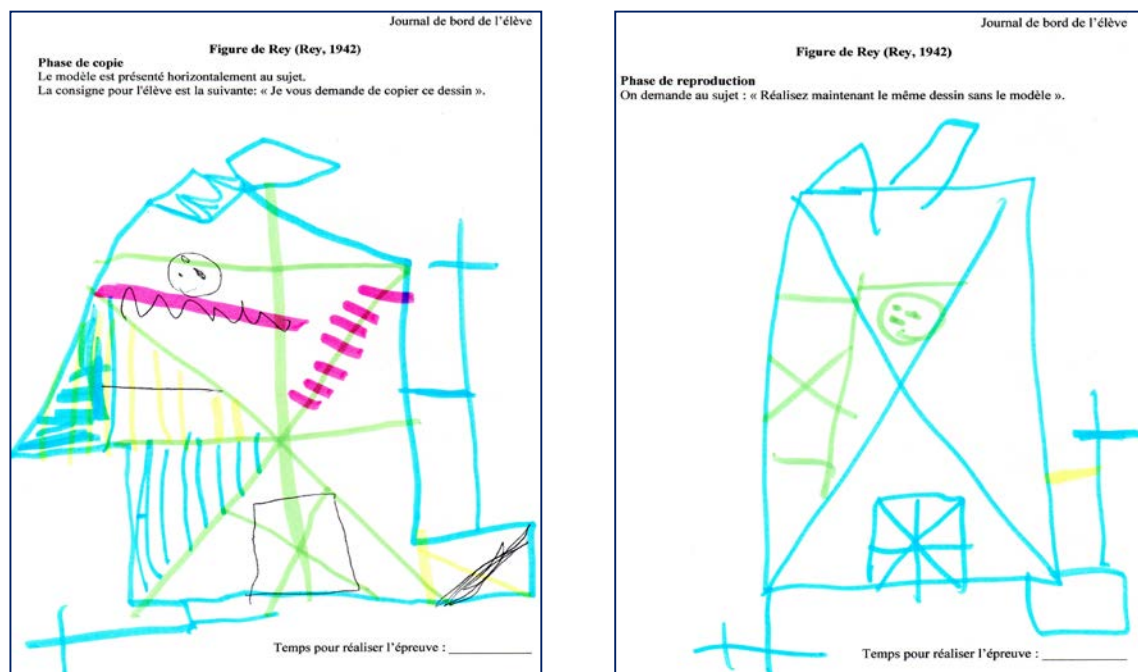 Journal de bord de l’élève
Figure de Rey (Rey, 1942)
Phase de copie
Le modèle est présenté horizontalement au sujet.
La consigne pour l'élève est la suivante: « Je vous demande de copier ce dessin ».
Temps pour réaliser l’épreuve : ____________
Journal de bord de l’élève
Figure de Rey (Rey, 1942)
Phase de reproduction
On demande au sujet : « Réalisez maintenant le même dessin sans le modèle ».
Temps pour réaliser l’épreuve : ____________